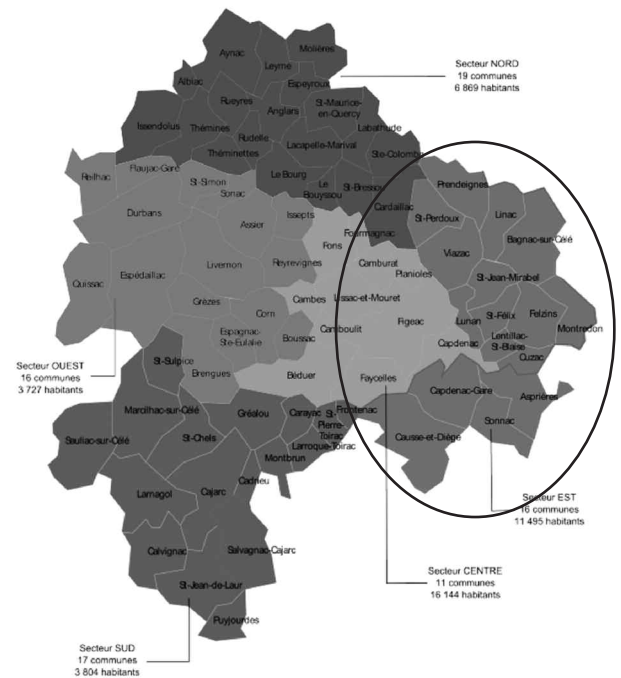 Molières
Aynac
Leyme
Secteur NORD
19 communes
6 869 habitants
Albiac
Espeyroux
Rueyres
St-Maurice-
en-Quercy
Anglars
Issendolus
Thémines
Labathude
Rudelle
Lacapelle-Marival
Théminettes
Ste-Colombe
Reilhac
Flaujac-Gare
Le Bourg
St-Simon
Sonac
Le
Bouyssou
St-Bressou
Prendeignes
Durbans
Issepts
Cardaillac
St-Perdoux
Linac
Assier
Fourmagnac
Fons
Viazac
Bagnac-sur-Célé
Espédaillac
Livernon
Reyrevignes
Camburat
Planioles
St-Jean-Mirabel
Quissac
Grèzes
Cambes
Lissac-et-Mouret
Corn
Figeac
Lunan
St-Félix
Felzins
Montredon
Espagnac-
Ste-Eulalie
Boussac
Camboulit
Capdenac
Lentillac-
St-Blaise
Cuzac
St-Sulpice
Secteur OUEST
16 communes
3 727 habitants
Brengues
Béduer
Faycelles
Capdenac-Gare
Asprières
Marcilhac-sur-Célé
Gréalou
Carayac
St-
Pierre-
Toirac
Frontenac
Sonnac
Sauliac-sur-Célé
St-Chels
Larroque-Toirac
Causse-et-Diège
Montbrun
Cadrieu
Larnagol
Cajarc
Secteur EST
16 communes
11 495 habitants
Calvignac
Salvagnac-Cajarc
Secteur CENTRE
11 communes
16 144 habitants
St-Jean-de-Laur
Puyjourdes
Secteur SUD
17 communes
3 804 habitants